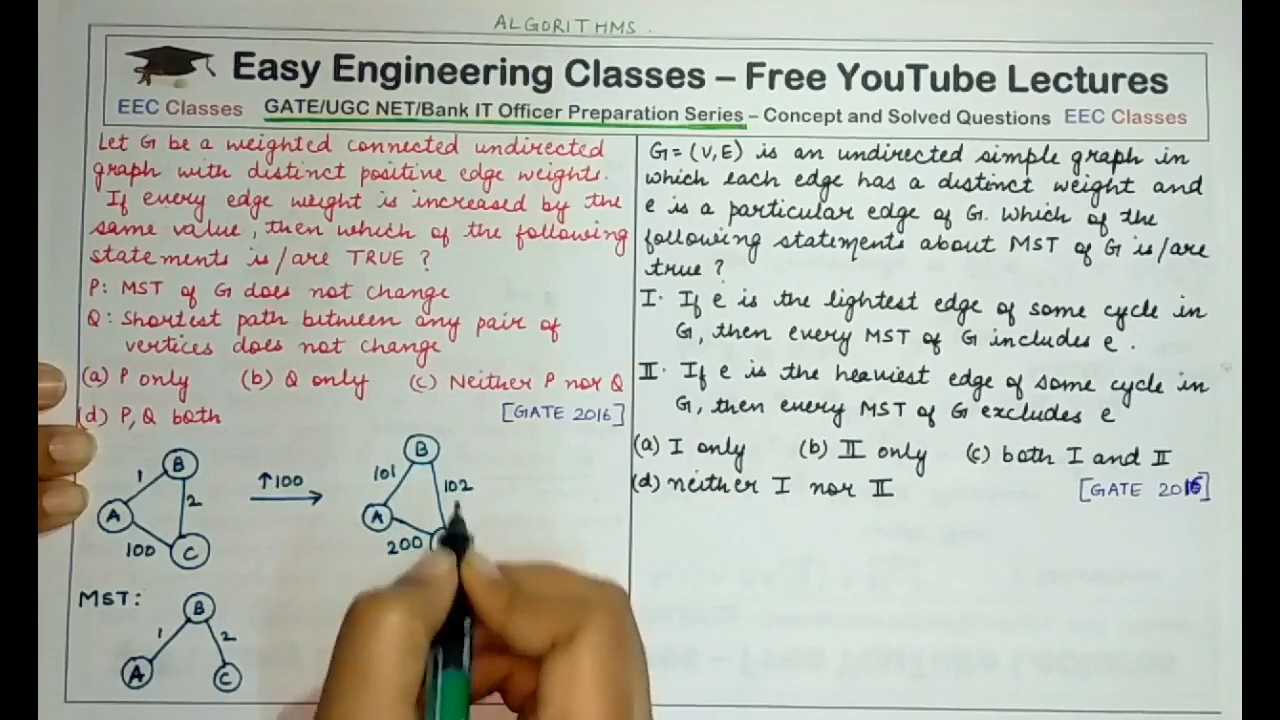 ALGORITHMS.
Easy Engineering Classes – Free YouTube Lectures
EEC Classes GATE/UGC NET/Bank IT Officer Preparation Series – Concept and Solved Questions EEC Classes
Let G be a weighted connected undirected
graph with distinct positive edge weights.
If every edge weight is increased by the
same value, then which of the following
statements is/are TRUE ?
P: MST of G does not change
Q: Shortest path between any pair of
vertices does not change
(a) P only (b) Q only (c) Neither P nor Q
(d) P, Q both [GATE 2016]
B
1
2
A
100
C
↑100
B
101
102
A
200
MST:
B
1
2
A
C
G = (V, E) is an undirected simple graph in
which each edge has a distinct weight and
e is a particular edge of G. Which of the
following statements about MST of G is/are
true ?
I. If e is the lightest edge of some cycle in
G, then every MST of G includes e.
II. If e is the heaviest edge of some cycle in
G, then every MST of G excludes e
(a) I only (b) II only (c) both I and II
(d) neither I nor II [GATE 2016]